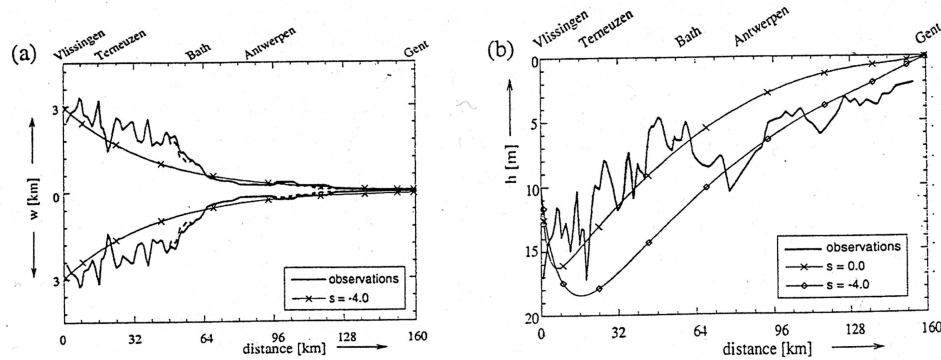 (a)
Vlissingen
Terneuzen
Bath
Antwerpen
Gent
w [km]
3
0
3
observations
s = -4.0
0 32 64 96 128 160
distance [km]
(b)
Vlissingen
Terneuzen
Bath
Antwerpen
Gent
h [m]
0
5
10
15
20
observations
s = 0.0
s = -4.0
0 32 64 96 128 160
distance [km]